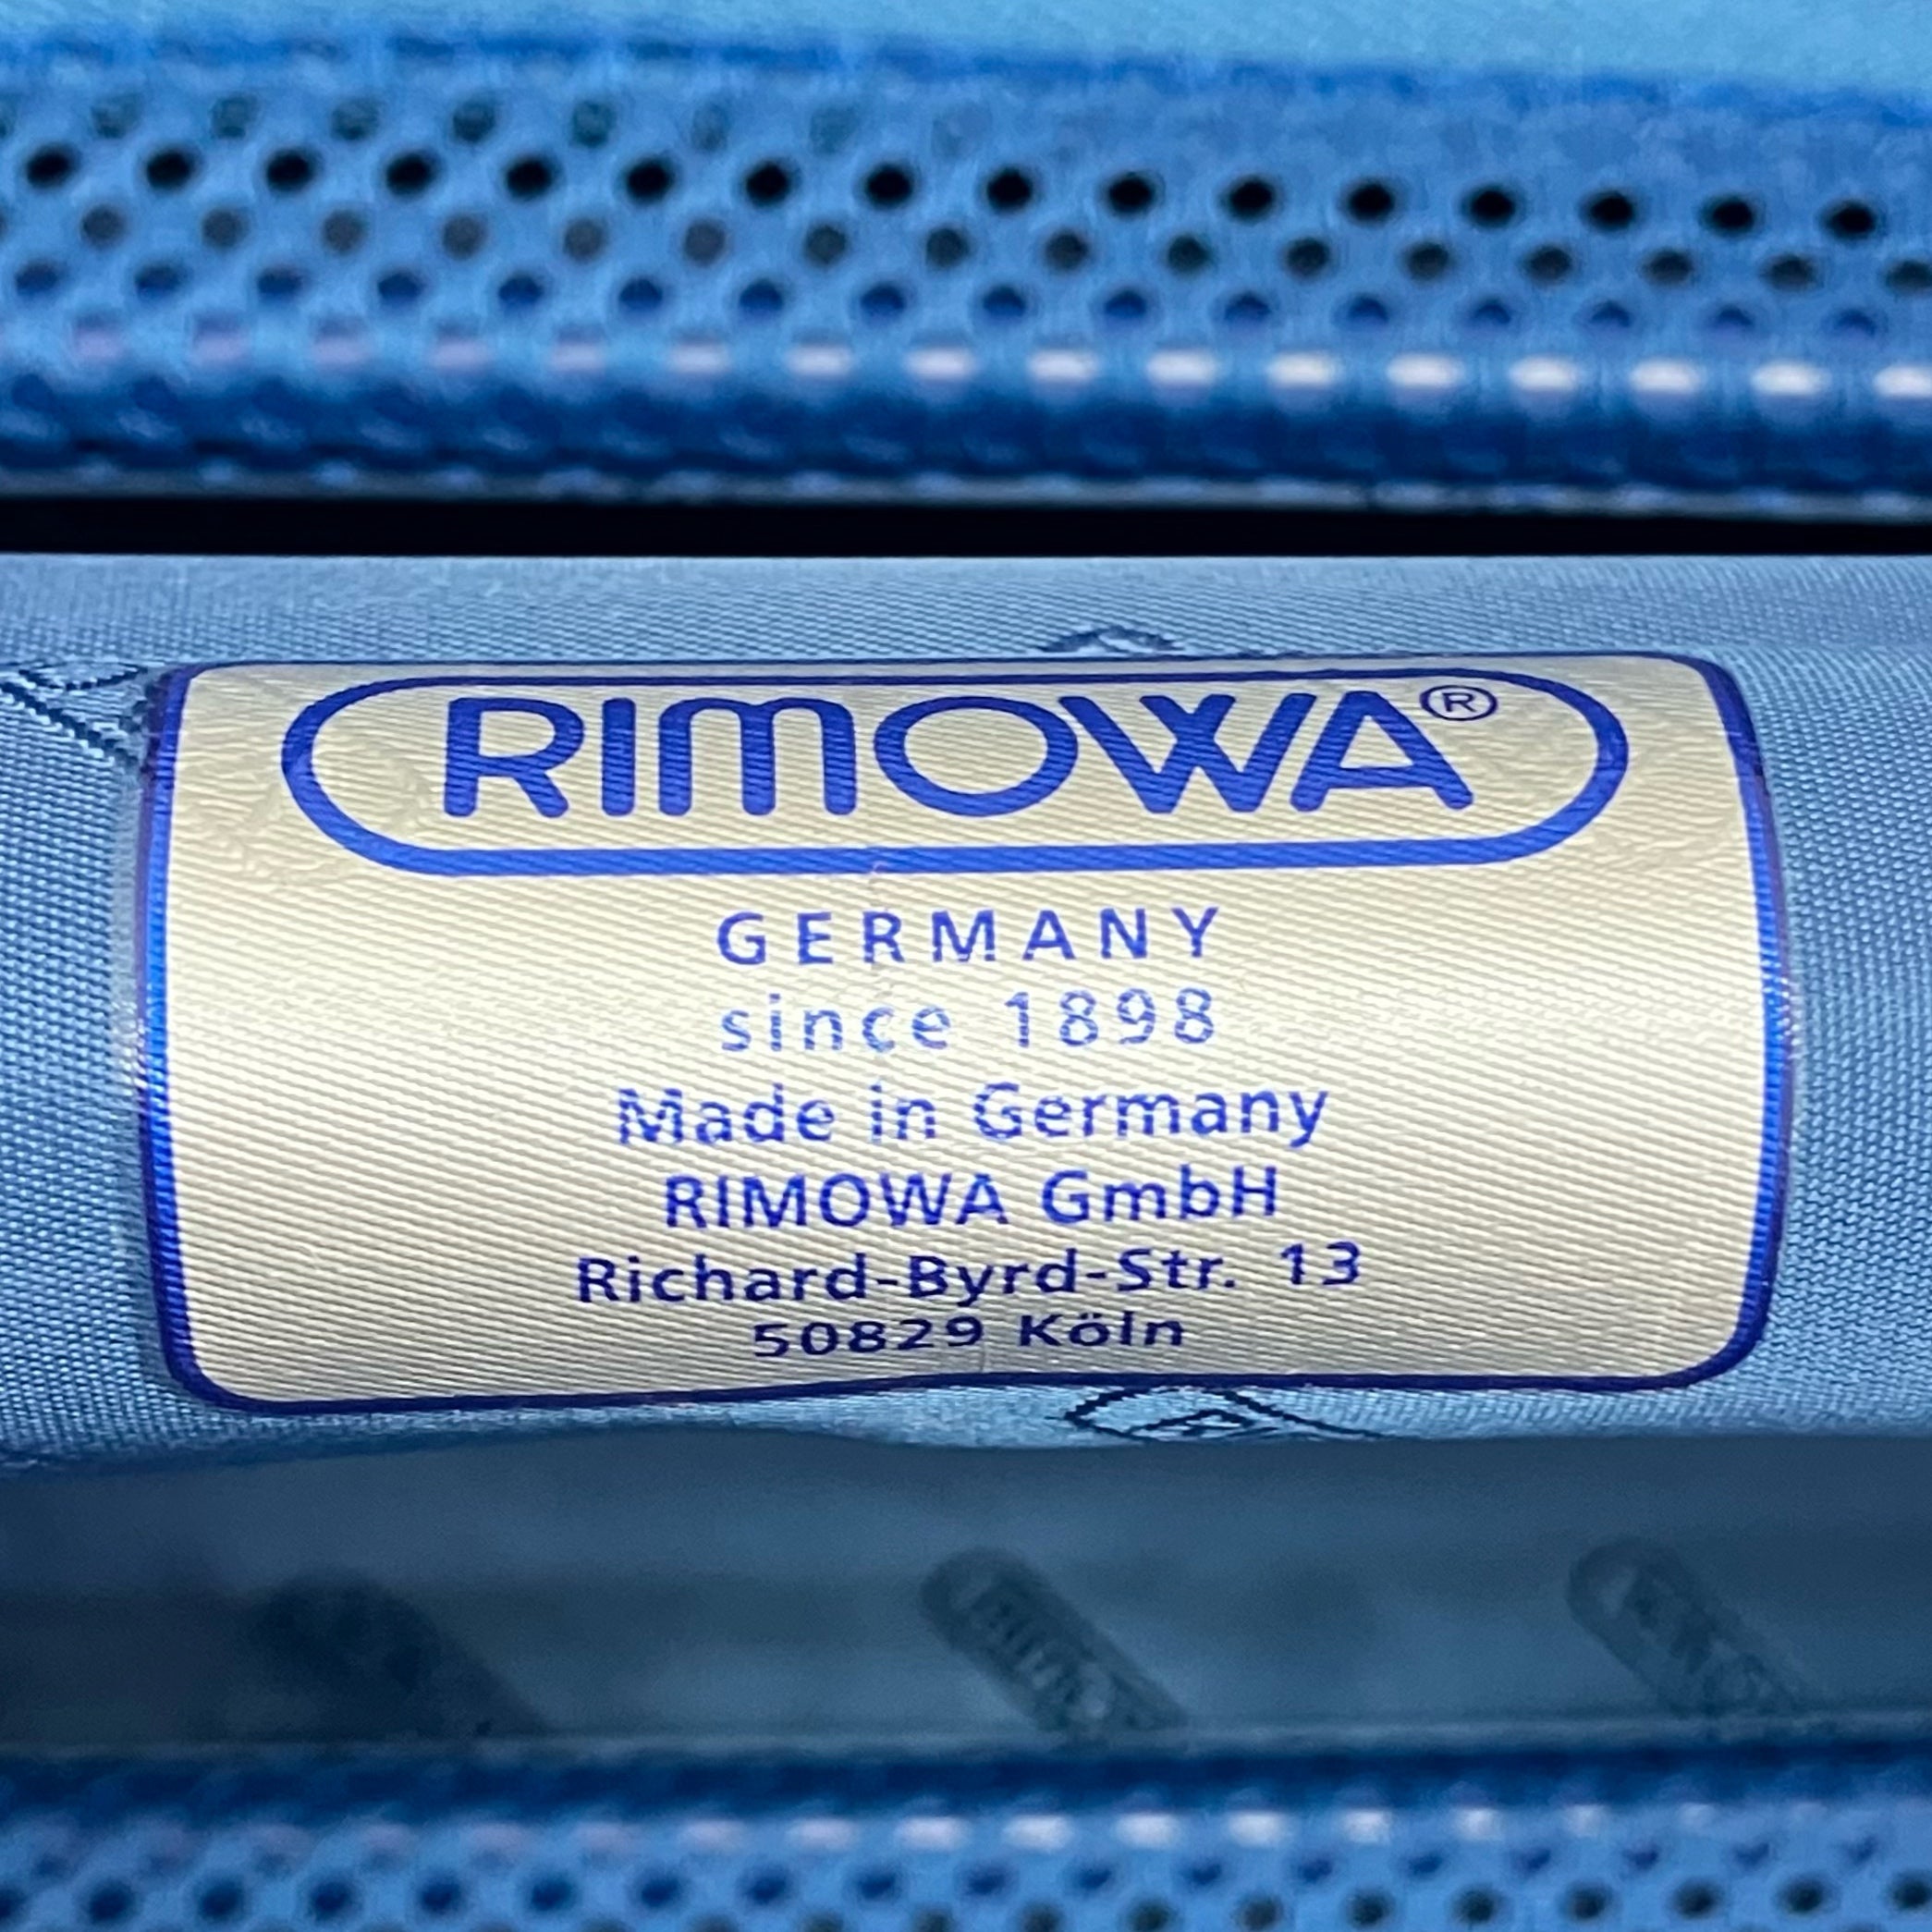 RIMOWA®
GERMANY
since 1898
Made in Germany
RIMOWA GmbH
Richard-Byrd-Str. 13
50829 Köln